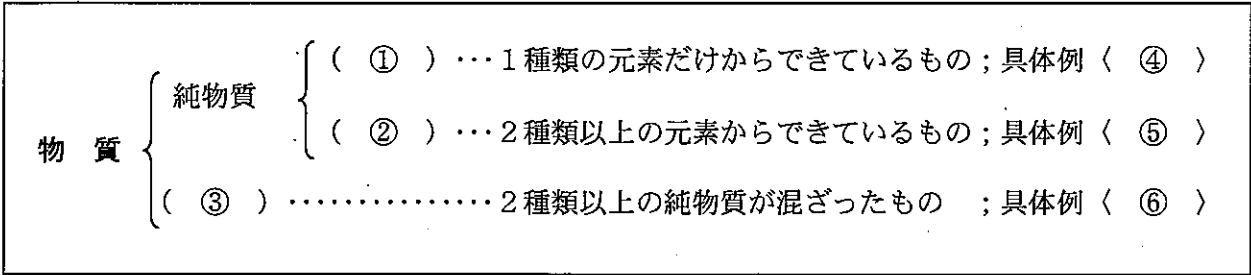 ( ① )･･･1種類の元素だけからできているもの;具体例〈 ④ 〉
純物質
( ② )･･･2種類以上の元素からできているもの;具体例〈 ⑤ 〉
物 質
( ③ )･･･････････････2種類以上の純物質が混ざったもの ;具体例〈 ⑥ 〉